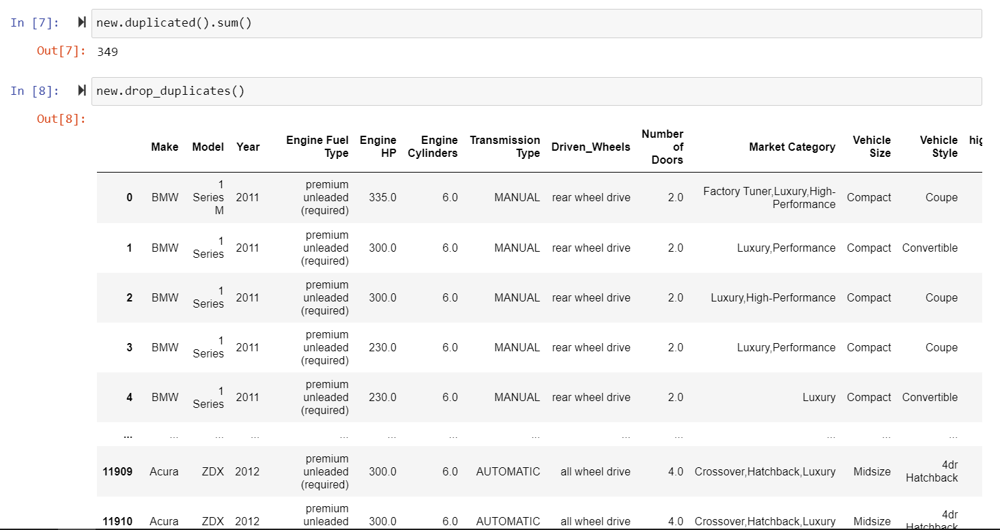 In [7]: new.duplicated().sum()
Out[7]: 349
In [8]: new.drop_duplicates()
Out[8]:
Make Model Year Engine Fuel Type Engine HP Engine Cylinders Transmission Type Driven_Wheels Number of Doors Market Category Vehicle Size Vehicle Style
0 BMW 1 Series M 2011 premium unleaded (required) 335.0 6.0 MANUAL rear wheel drive 2.0 Factory Tuner,Luxury,High-Performance Compact Coupe
1 BMW 1 Series 2011 premium unleaded (required) 300.0 6.0 MANUAL rear wheel drive 2.0 Luxury,Performance Compact Convertible
2 BMW 1 Series 2011 premium unleaded (required) 300.0 6.0 MANUAL rear wheel drive 2.0 Luxury,High-Performance Compact Coupe
3 BMW 1 Series 2011 premium unleaded (required) 230.0 6.0 MANUAL rear wheel drive 2.0 Luxury,Performance Compact Coupe
4 BMW 1 Series 2011 premium unleaded (required) 230.0 6.0 MANUAL rear wheel drive 2.0 Luxury Compact Convertible
... ... ... ... ... ... ... ... ... ... ... ... ...
11909 Acura ZDX 2012 premium unleaded (required) 300.0 6.0 AUTOMATIC all wheel drive 4.0 Crossover,Hatchback,Luxury Midsize 4dr Hatchback
11910 Acura ZDX 2012 premium unleaded 300.0 6.0 AUTOMATIC all wheel drive 4.0 Crossover,Hatchback,Luxury Midsize 4dr Hatchback